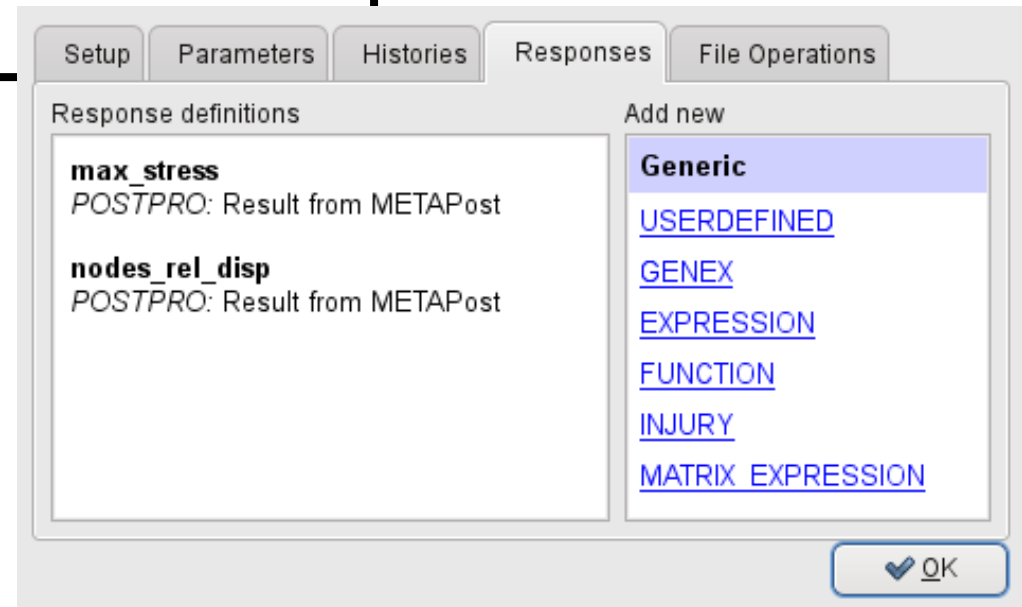 Setup Parameters Histories Responses File Operations
Response definitions
max_stress
POSTPRO: Result from METAPost
nodes_rel_disp
POSTPRO: Result from METAPost
Add new
Generic
USERDEFINED
GENEX
EXPRESSION
FUNCTION
INJURY
MATRIX_EXPRESSION
OK